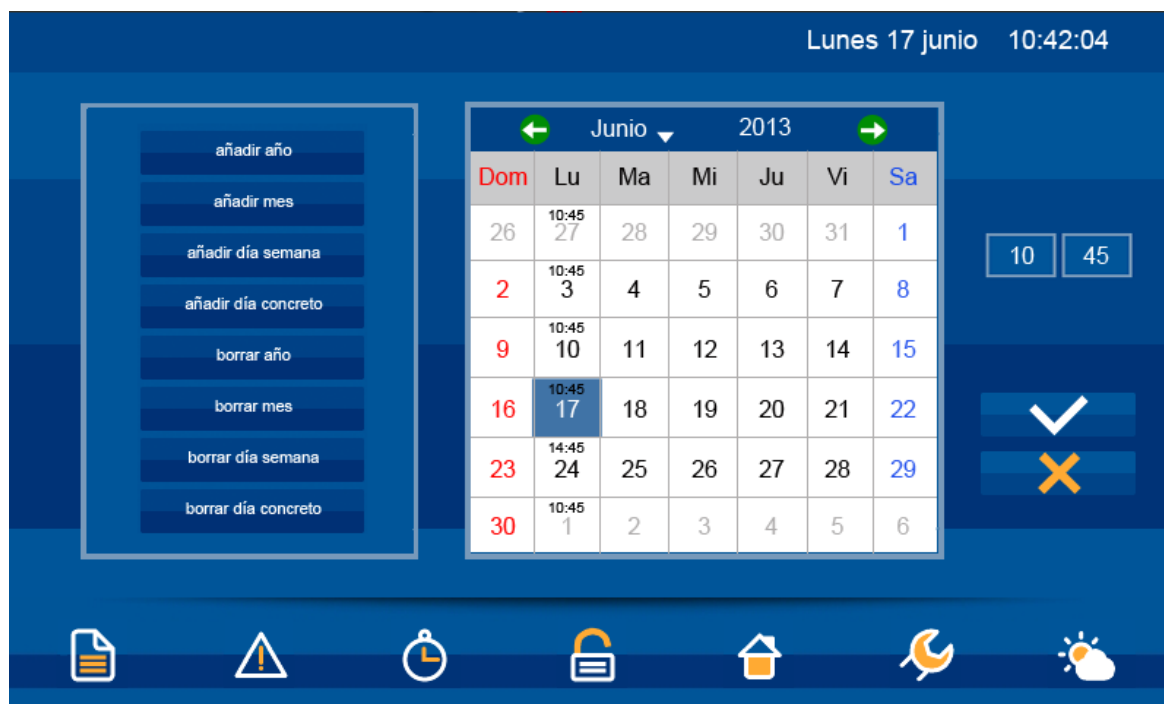 Lunes 17 junio 10:42:04
añadir año
añadir mes
añadir día semana
añadir día concreto
borrar año
borrar mes
borrar día semana
borrar día concreto
Junio 2013
Dom Lu Ma Mi Ju Vi Sa
10:45
26 27 28 29 30 31 1
10:45
2 3 4 5 6 7 8
10:45
9 10 11 12 13 14 15
10:45
16 17 18 19 20 21 22
14:45
23 24 25 26 27 28 29
10:45
30 1 2 3 4 5 6
10 45